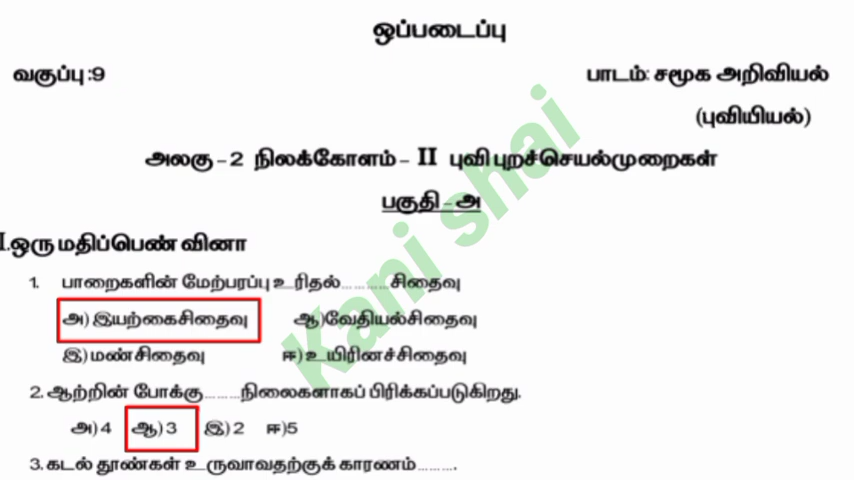 ஒப்படைப்பு
வகுப்பு :9 பாடம்: சமூக அறிவியல்
(புவியியல்)
அலகு – 2 நிலக்கோளம் – II புவி புறச்செயல்முறைகள்
பகுதி – அ
I.ஒரு மதிப்பெண் வினா
1. பாறைகளின் மேற்பரப்பு உரிதல்............சிதைவு
அ) இயற்கைசிதைவு ஆ)வேதியல்சிதைவு
இ) மண்சிதைவு ஈ) உயிரினச்சிதைவு
2. ஆற்றின் போக்கு.........நிலைகளாகப் பிரிக்கப்படுகிறது.
அ) 4 ஆ) 3 இ) 2 ஈ)5
3. கடல் தூண்கள் உருவாவதற்குக் காரணம் ..........
Kani shai